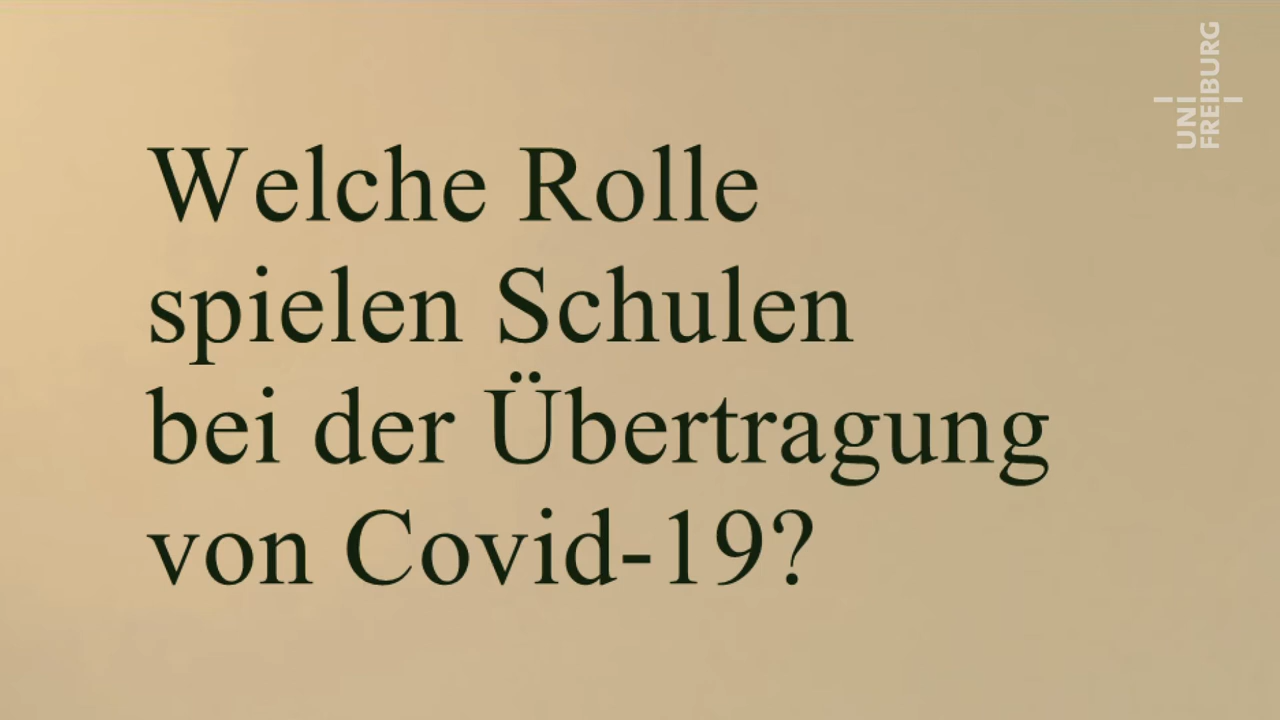 Welche Rolle
spielen Schulen
bei der Übertragung
von Covid-19?
UNI
FREIBURG